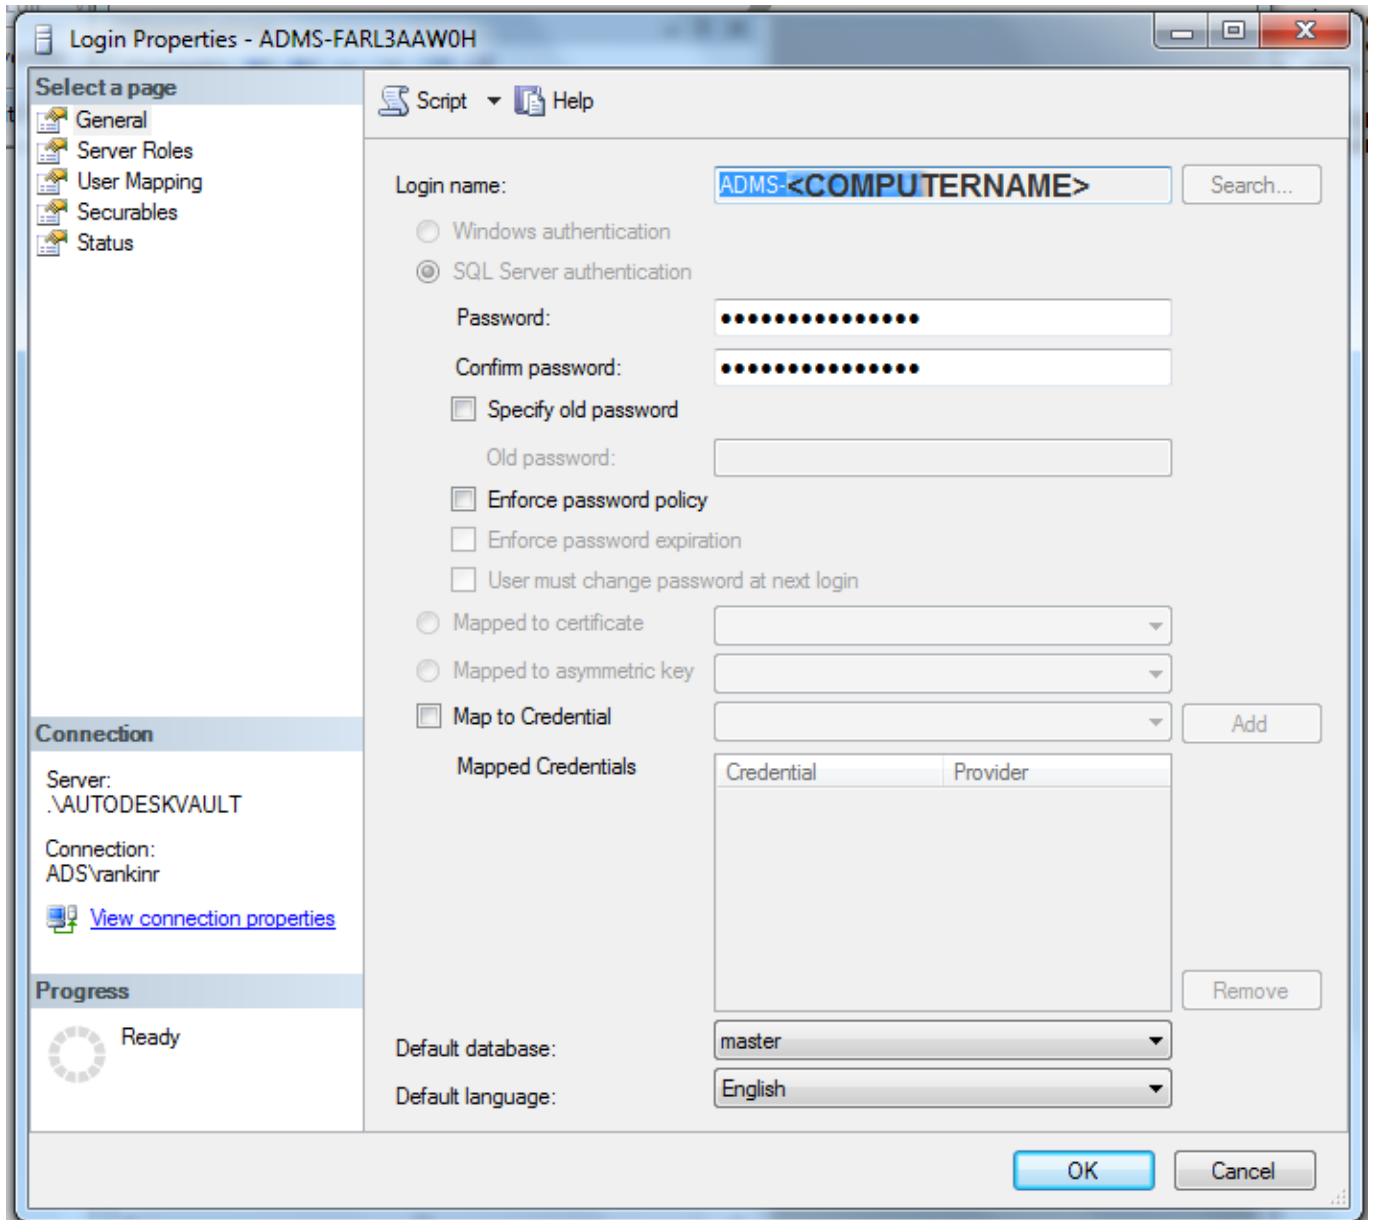 Login Properties - ADMS-FARL3AAW0H
Select a page
General
Server Roles
User Mapping
Securables
Status
Script
Help
Login name:
ADMS-<COMPUTERNAME>
Search...
Windows authentication
SQL Server authentication
Password:
●●●●●●●●●●●●●●●
Confirm password:
●●●●●●●●●●●●●●●
Specify old password
Old password:
Enforce password policy
Enforce password expiration
User must change password at next login
Mapped to certificate
Mapped to asymmetric key
Map to Credential
Add
Mapped Credentials
Credential
Provider
Remove
Default database:
master
Default language:
English
Connection
Server:
.\AUTODESKVAULT
Connection:
ADS\rankinr
View connection properties
Progress
Ready
OK
Cancel